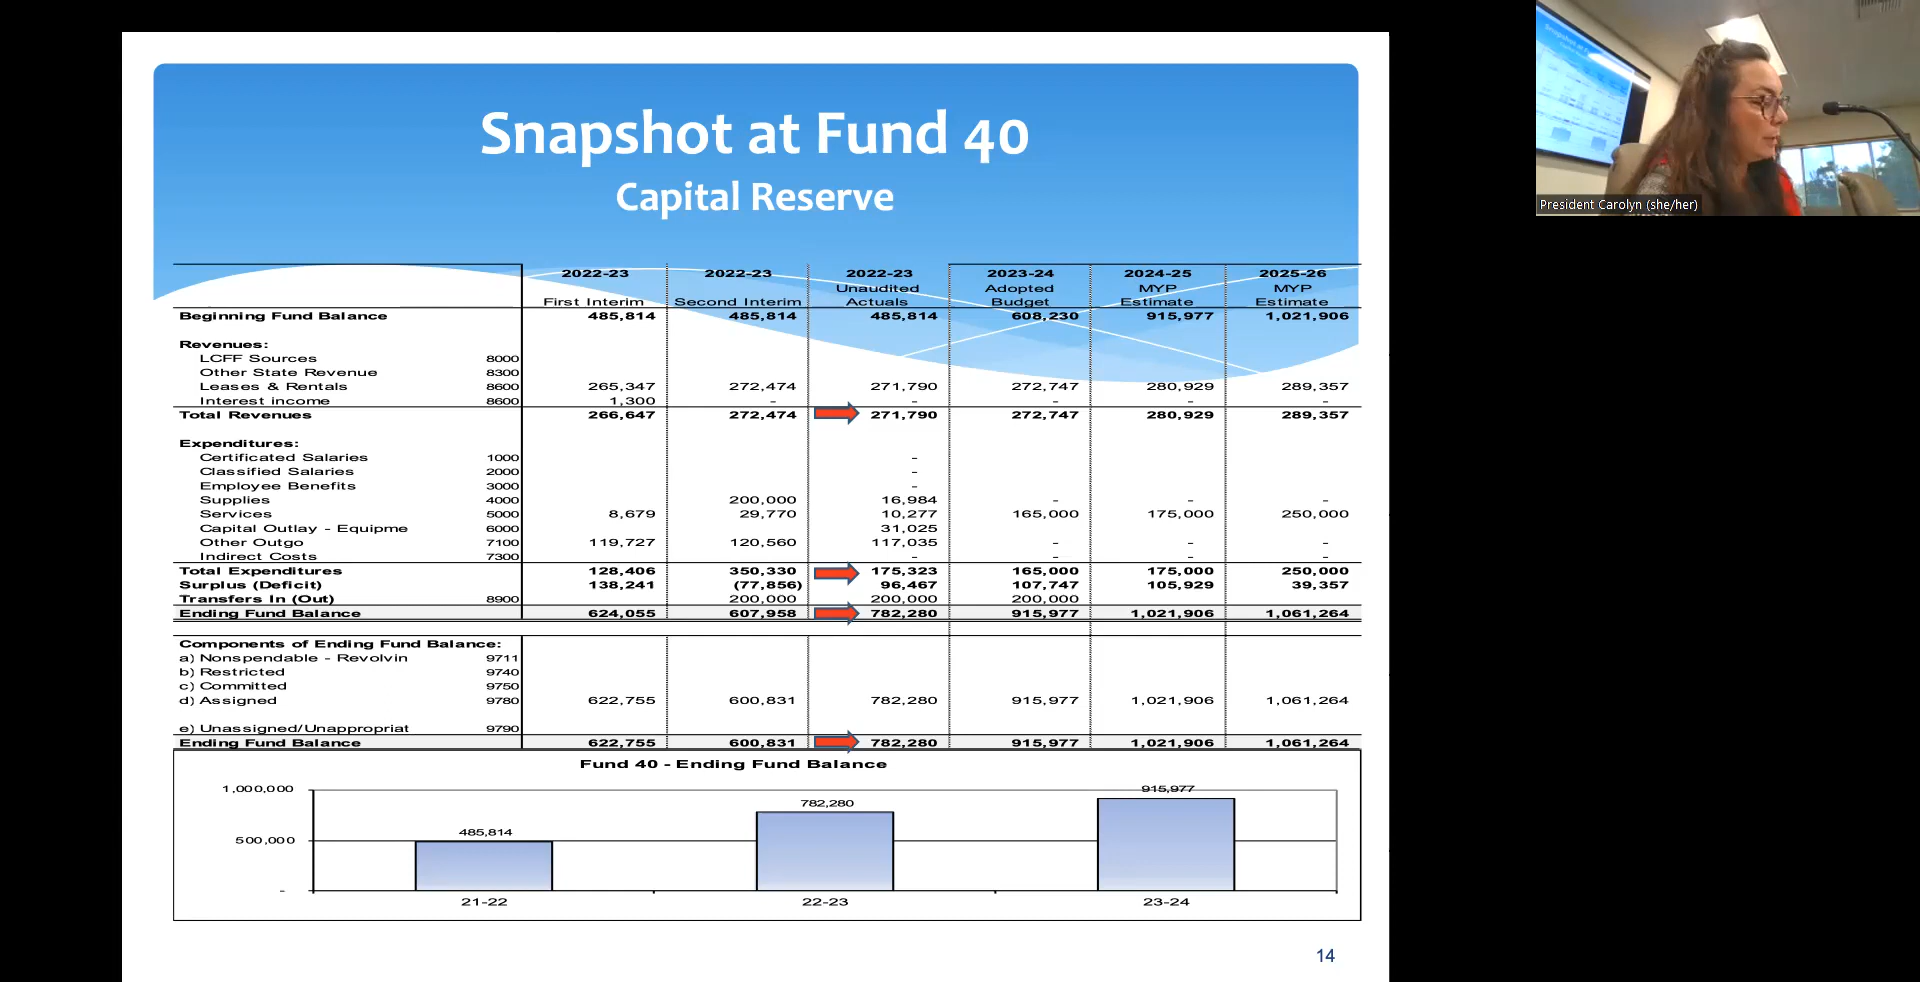 Snapshot at Fund 40
Capital Reserve
2022-23 2022-23 2022-23 2023-24 2024-25 2025-26
Unaudited Adopted MYP MYP
First Interim Second Interim Actuals Budget Estimate Estimate
Beginning Fund Balance 485,814 485,814 485,814 608,230 915,977 1,021,906
Revenues:
LCFF Sources 8000
Other State Revenue 8300
Leases & Rentals 8600 265,347 272,474 271,790 272,747 280,929 289,357
Interest income 8600 1,300 - - - - -
Total Revenues 266,647 272,474 271,790 272,747 280,929 289,357
Expenditures:
Certificated Salaries 1000 -
Classified Salaries 2000 -
Employee Benefits 3000 -
Supplies 4000 200,000 16,984 - - -
Services 5000 8,679 29,770 10,277 165,000 175,000 250,000
Capital Outlay - Equipme 6000 31,025
Other Outgo 7100 119,727 120,560 117,035 - - -
Indirect Costs 7300 - - - -
Total Expenditures 128,406 350,330 175,323 165,000 175,000 250,000
Surplus (Deficit) 138,241 (77,856) 96,467 107,747 105,929 39,357
Transfers In (Out) 8900 200,000 200,000 200,000
Ending Fund Balance 624,055 607,958 782,280 915,977 1,021,906 1,061,264
Components of Ending Fund Balance:
a) Nonspendable - Revolvin 9711
b) Restricted 9740
c) Committed 9750
d) Assigned 9780 622,755 600,831 782,280 915,977 1,021,906 1,061,264
e) Unassigned/Unappropriat 9790
Ending Fund Balance 622,755 600,831 782,280 915,977 1,021,906 1,061,264
Fund 40 - Ending Fund Balance
1,000,000
500,000
-
485,814
782,280
915,977
21-22 22-23 23-24
14
President Carolyn (she/her)